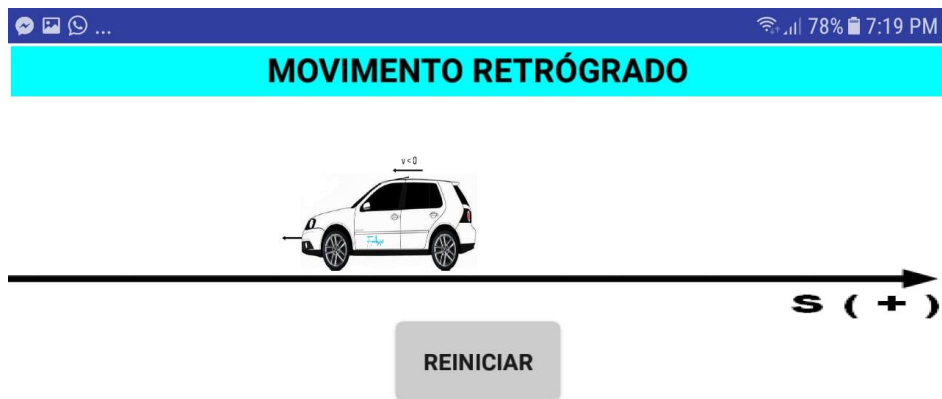 ... 78% 7:19 PM
MOVIMENTO RETRÓGRADO
v<0
S (+)
REINICIAR